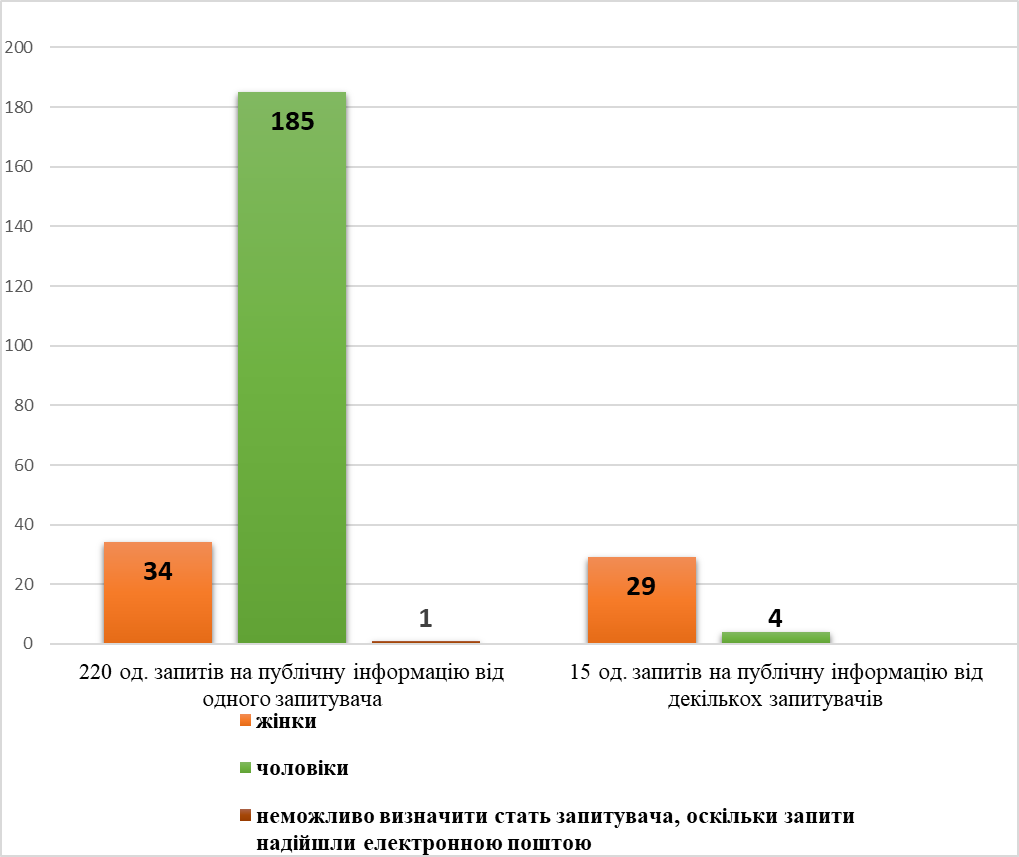 200
180
160
140
120
100
80
60
40
20
0
185
34
1
29
4
220 од. запитів на публічну інформацію від
одного запитувача
15 од. запитів на публічну інформацію від
декількох запитувачів
жінки
чоловіки
неможливо визначити стать запитувача, оскільки запити
надійшли електронною поштою